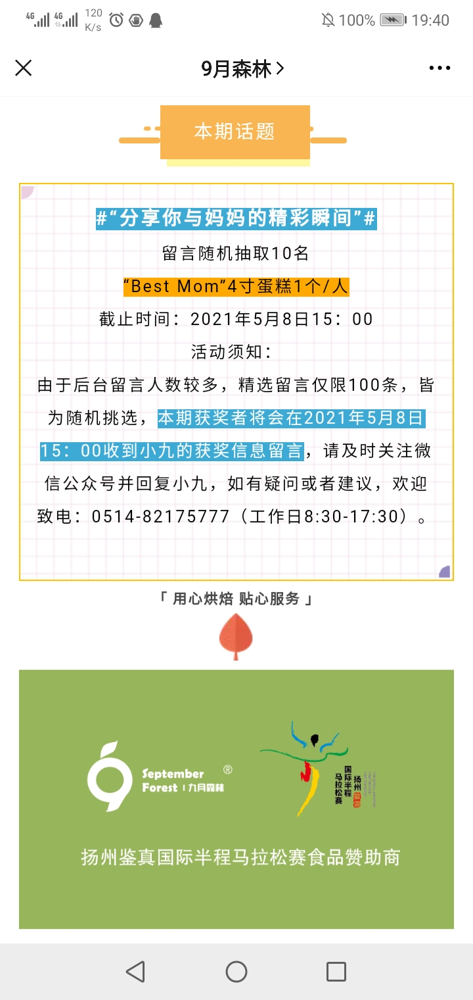 4G 4G 120 K/s 100% 19:40
9月森林
本期话题
#“分享你与妈妈的精彩瞬间”#
留言随机抽取10名
“Best Mom”4寸蛋糕1个/人
截止时间：2021年5月8日15：00
活动须知：
由于后台留言人数较多，精选留言仅限100条，皆
为随机挑选，本期获奖者将会在2021年5月8日
15：00收到小九的获奖信息留言，请及时关注微
信公众号并回复小九，如有疑问或者建议，欢迎
致电：0514-82175777（工作日8:30-17:30）。
「 用心烘焙 贴心服务 」
September ®
Forest | 九月森林
扬州
国际半程
马拉松赛
扬州鉴真国际半程马拉松赛食品赞助商